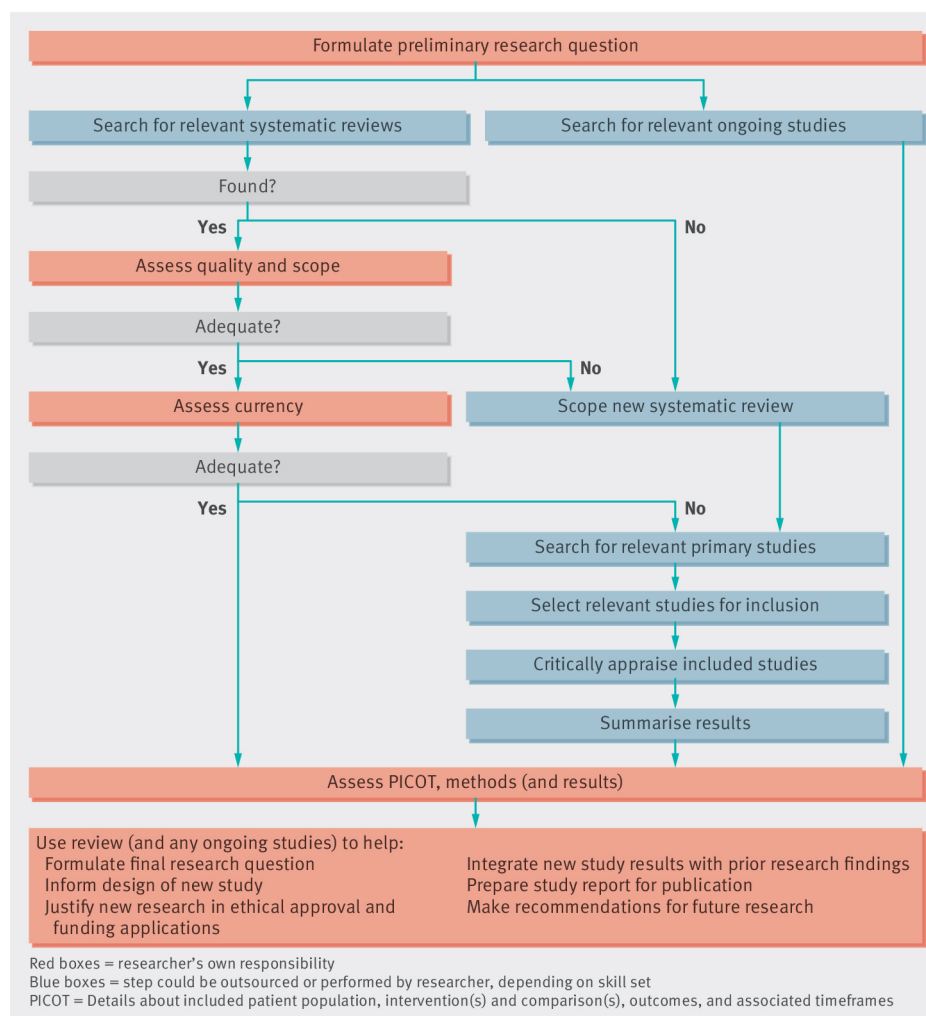 Formulate preliminary research question
Search for relevant systematic reviews
Search for relevant ongoing studies
Found?
Yes
No
Assess quality and scope
Adequate?
Yes
No
Assess currency
Scope new systematic review
Adequate?
Yes
No
Search for relevant primary studies
Select relevant studies for inclusion
Critically appraise included studies
Summarise results
Assess PICOT, methods (and results)
Use review (and any ongoing studies) to help:
Formulate final research question
Inform design of new study
Justify new research in ethical approval and
funding applications
Integrate new study results with prior research findings
Prepare study report for publication
Make recommendations for future research
Red boxes = researcher's own responsibility
Blue boxes = step could be outsourced or performed by researcher, depending on skill set
PICOT = Details about included patient population, intervention(s) and comparison(s), outcomes, and associated timeframes